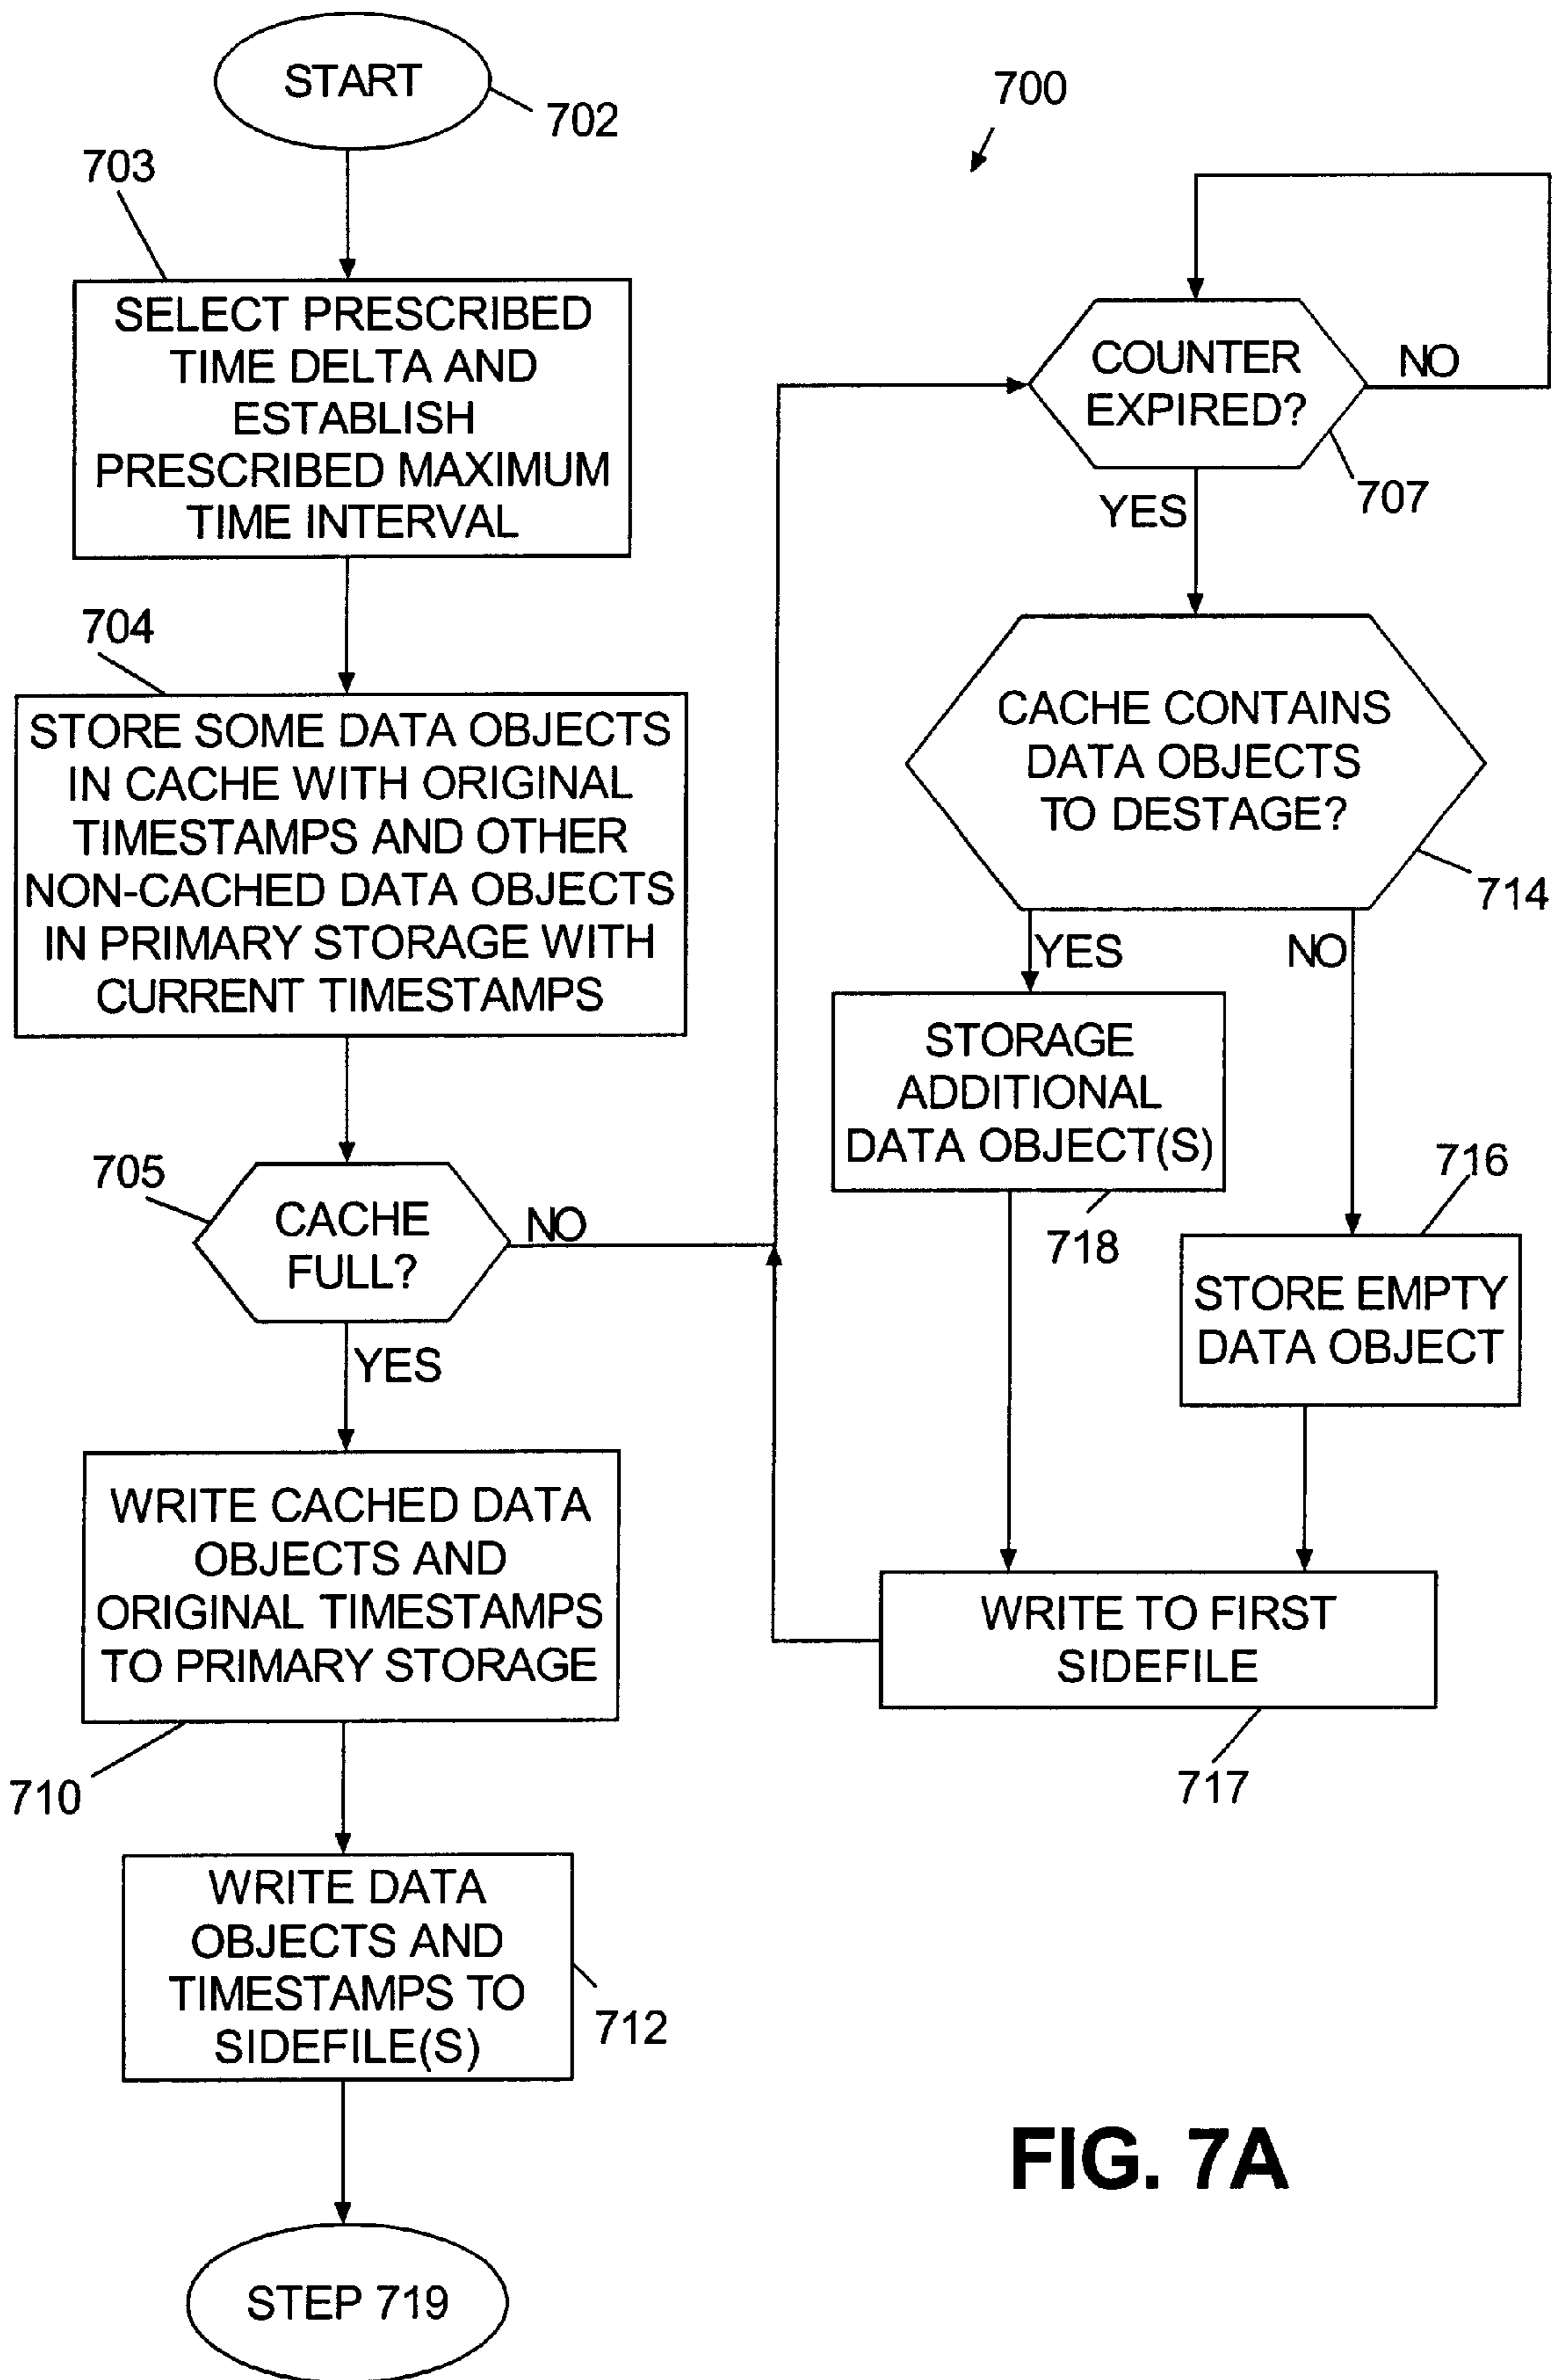 START
702
700
703
SELECT PRESCRIBED
TIME DELTA AND
ESTABLISH
PRESCRIBED MAXIMUM
TIME INTERVAL
704
STORE SOME DATA OBJECTS
IN CACHE WITH ORIGINAL
TIMESTAMPS AND OTHER
NON-CACHED DATA OBJECTS
IN PRIMARY STORAGE WITH
CURRENT TIMESTAMPS
705
CACHE
FULL?
NO
YES
WRITE CACHED DATA
OBJECTS AND
ORIGINAL TIMESTAMPS
TO PRIMARY STORAGE
710
WRITE DATA
OBJECTS AND
TIMESTAMPS TO
SIDEFILE(S)
712
STEP 719
COUNTER
EXPIRED?
NO
707
YES
CACHE CONTAINS
DATA OBJECTS
TO DESTAGE?
714
YES
NO
STORAGE
ADDITIONAL
DATA OBJECT(S)
718
716
STORE EMPTY
DATA OBJECT
WRITE TO FIRST
SIDEFILE
717
FIG. 7A